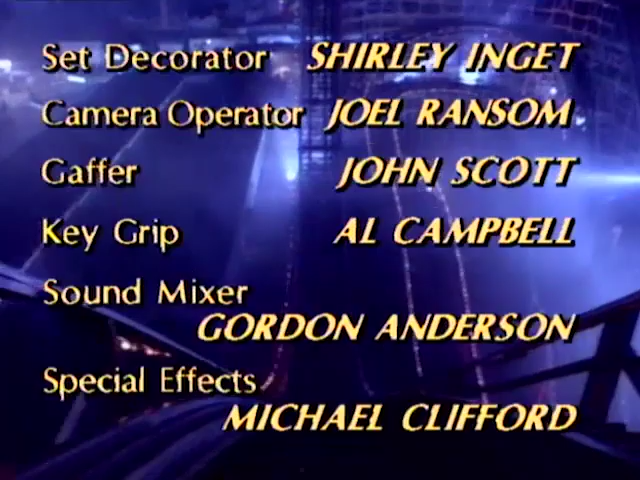 Set Decorator SHIRLEY INGET
Camera Operator JOEL RANSOM
Gaffer JOHN SCOTT
Key Grip AL CAMPBELL
Sound Mixer
GORDON ANDERSON
Special Effects
MICHAEL CLIFFORD